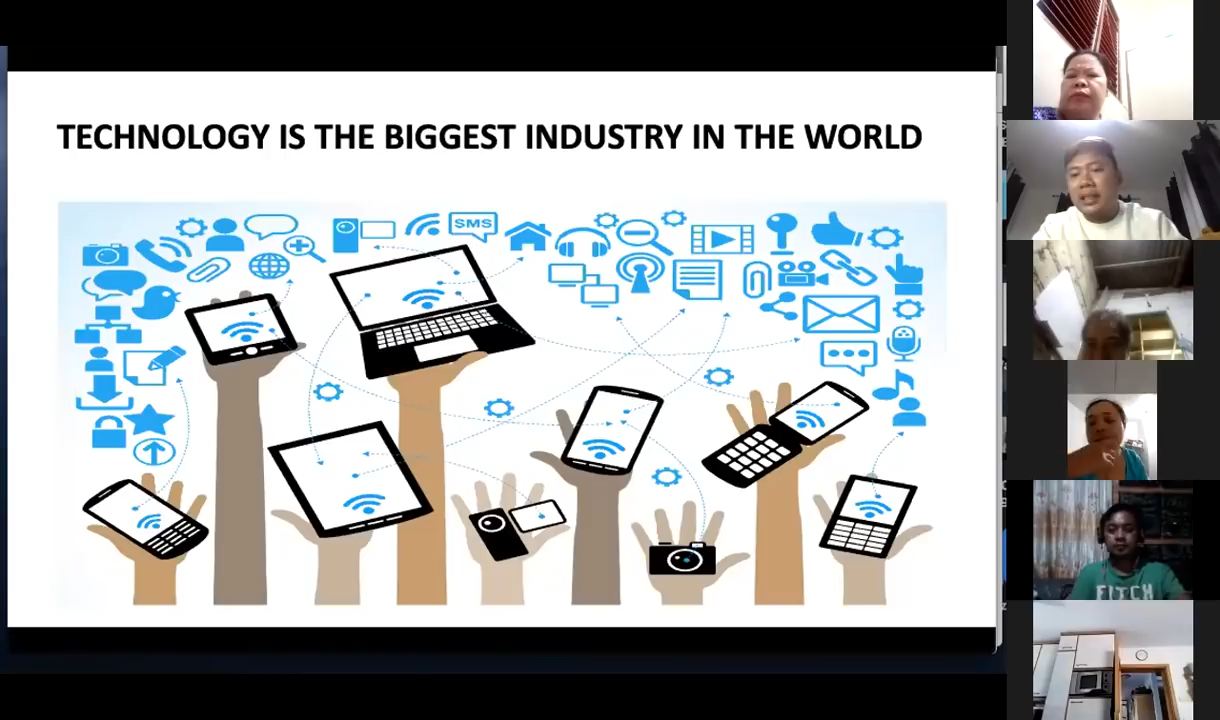 TECHNOLOGY IS THE BIGGEST INDUSTRY IN THE WORLD
SMS
FITCH